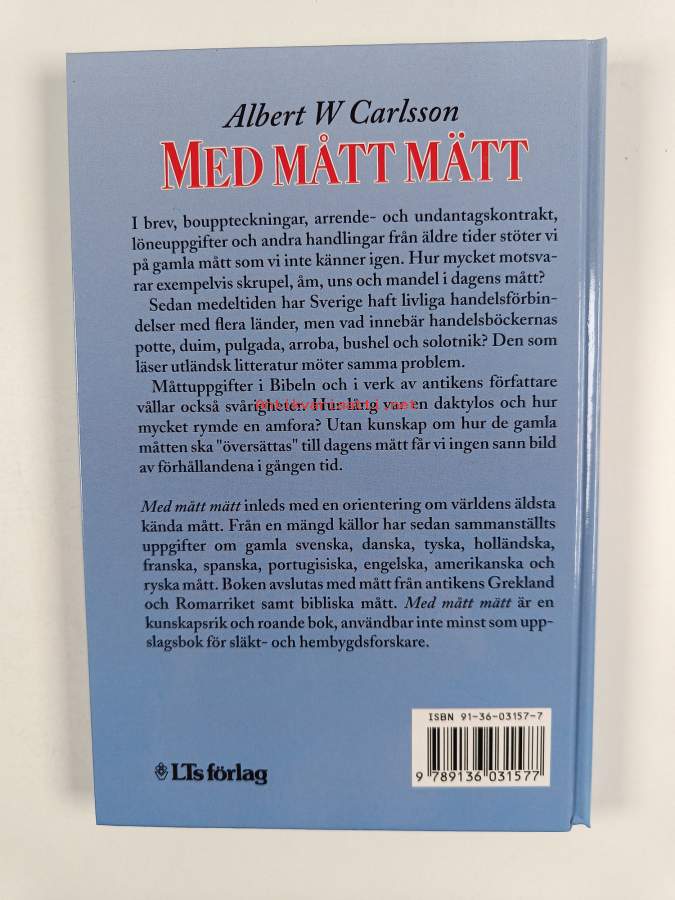 Albert W Carlsson
MED MÅTT MÄTT
I brev, bouppteckningar, arrende- och undantagskontrakt,
löneuppgifter och andra handlingar från äldre tider stöter vi
på gamla mått som vi inte känner igen. Hur mycket motsva-
rar exempelvis skrupel, åm, uns och mandel i dagens mått?
Sedan medeltiden har Sverige haft livliga handelsförbin-
delser med flera länder, men vad innebär handelsböckernas
potte, duim, pulgada, arroba, bushel och solotnik? Den som
läser utländsk litteratur möter samma problem.
Måttuppgifter i Bibeln och i verk av antikens författare
vållar också svårigheter. Hur lång var en daktylos och hur
Antikvariaatti.net
mycket rymde en amfora? Utan kunskap om hur de gamla
måtten ska "översättas" till dagens mått får vi ingen sann bild
av förhållandena i gången tid.
Med mått mätt inleds med en orientering om världens äldsta
kända mått. Från en mängd källor har sedan sammanställts
uppgifter om gamla svenska, danska, tyska, holländska,
franska, spanska, portugisiska, engelska, amerikanska och
ryska mått. Boken avslutas med mått från antikens Grekland
och Romarriket samt bibliska mått. Med mått mätt är en
kunskapsrik och roande bok, användbar inte minst som upp-
slagsbok för släkt- och hembygdsforskare.
ISBN 91-36-03157-7
9 789136 031577
LTs förlag